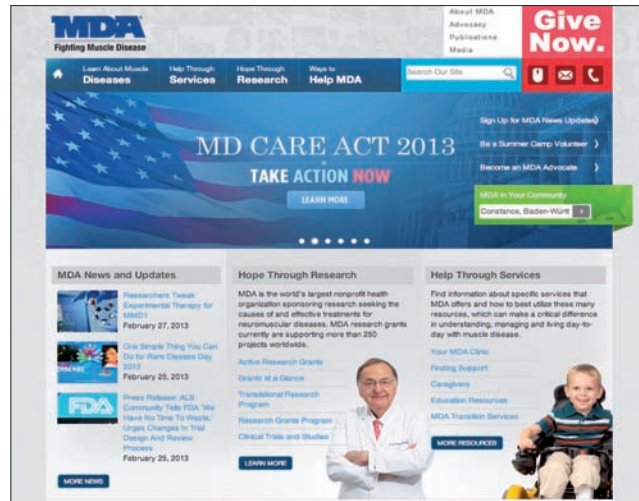 MDA
Fighting Muscle Disease
About MDA
Advocacy
Publications
Media
Give
Now.
Learn About Muscle
Diseases
Help Through
Services
Hope Through
Research
Ways to
Help MDA
Search Our Site
MD CARE ACT 2013
TAKE ACTION NOW
LEARN MORE
Sign Up for MDA News Updates
Be a Summer Camp Volunteer
Become an MDA Advocate
MDA in Your Community
Constance, Baden-Württ
MDA News and Updates
Researchers Tweak
Experimental Therapy for
MMD1
February 27, 2013
One Simple Thing You Can
Do for Rare Disease Day
2013
February 25, 2013
FDA
Press Release: ALS
Community Tells FDA 'We
Have No Time To Waste,'
Urges Changes In Trial
Design And Review
Process
February 25, 2013
MORE NEWS
Hope Through Research
MDA is the world's largest nonprofit health
organization sponsoring research seeking the
causes of and effective treatments for
neuromuscular diseases. MDA research grants
currently are supporting more than 250
projects worldwide.
Active Research Grants
Grants at a Glance
Translational Research
Program
Research Grants Program
Clinical Trials and Studies
LEARN MORE
Help Through Services
Find information about specific services that
MDA offers and how to best utilize these many
resources, which can make a critical difference
in understanding, managing and living day-to-
day with muscle disease.
Your MDA Clinic
Finding Support
Caregivers
Education Resources
MDA Transition Services
MORE RESOURCES